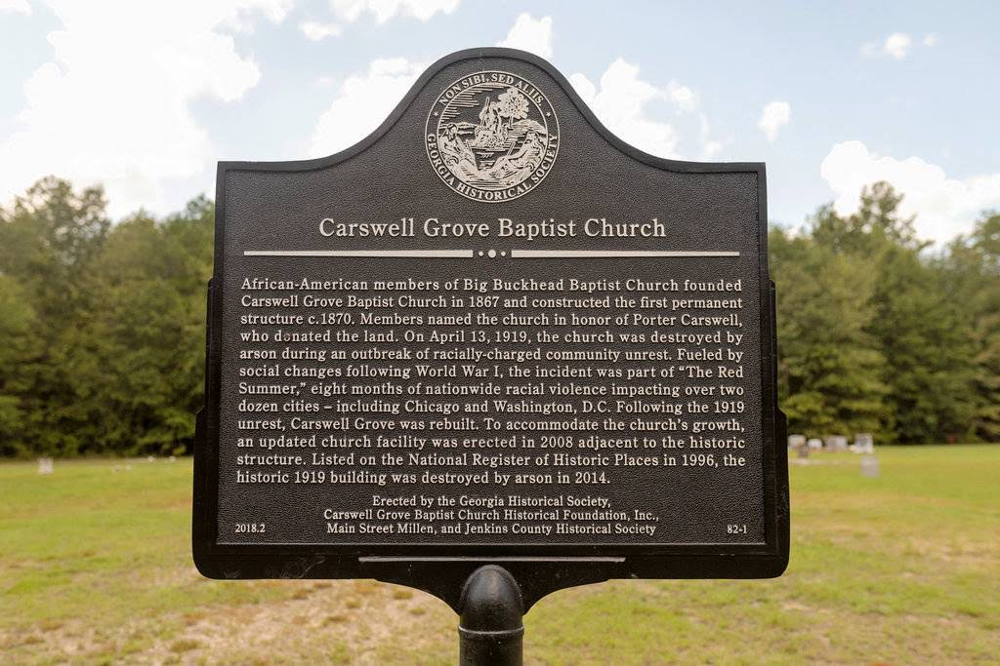 NON SIBI, SED ALIIS.
GEORGIA HISTORICAL SOCIETY
Carswell Grove Baptist Church
African-American members of Big Buckhead Baptist Church founded
Carswell Grove Baptist Church in 1867 and constructed the first permanent
structure c.1870. Members named the church in honor of Porter Carswell,
who donated the land. On April 13, 1919, the church was destroyed by
arson during an outbreak of racially-charged community unrest. Fueled by
social changes following World War I, the incident was part of “The Red
Summer,” eight months of nationwide racial violence impacting over two
dozen cities – including Chicago and Washington, D.C. Following the 1919
unrest, Carswell Grove was rebuilt. To accommodate the church’s growth,
an updated church facility was erected in 2008 adjacent to the historic
structure. Listed on the National Register of Historic Places in 1996, the
historic 1919 building was destroyed by arson in 2014.
Erected by the Georgia Historical Society,
Carswell Grove Baptist Church Historical Foundation, Inc.,
Main Street Millen, and Jenkins County Historical Society
2018.2
82-1